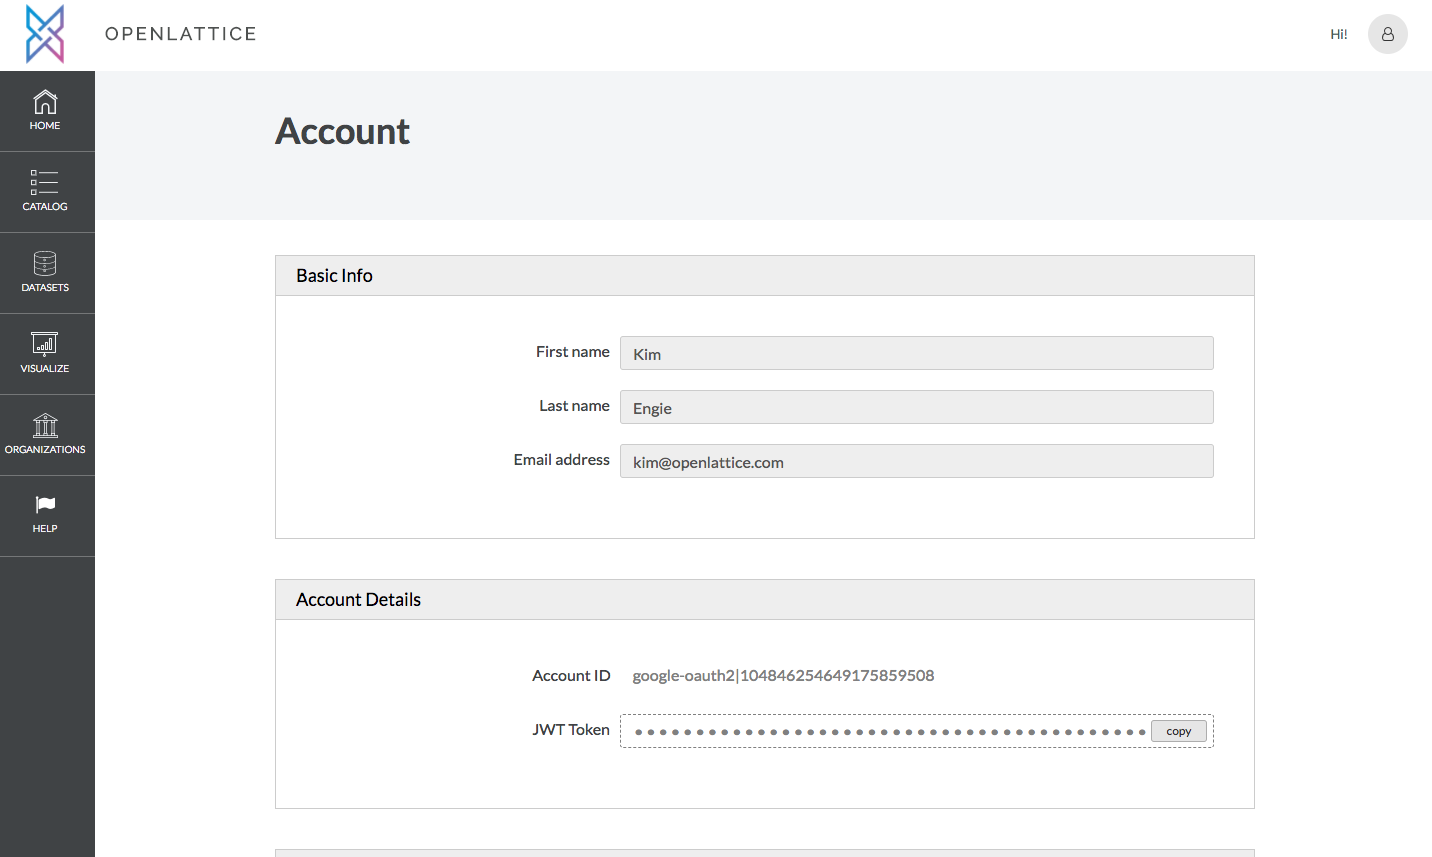 OPENLATTICE
Hi!
HOME
CATALOG
DATASETS
VISUALIZE
ORGANIZATIONS
HELP
Account
Basic Info
First name Kim
Last name Engie
Email address kim@openlattice.com
Account Details
Account ID google-oauth2|104846254649175859508
JWT Token copy